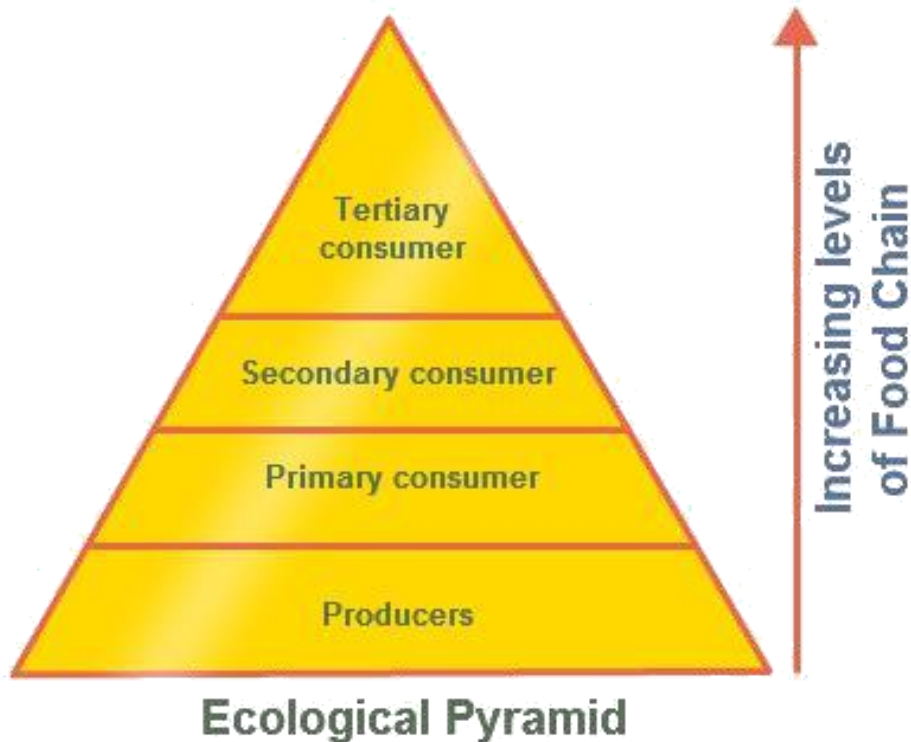 Tertiary
consumer
Secondary consumer
Primary consumer
Producers
Increasing levels
of Food Chain
Ecological Pyramid